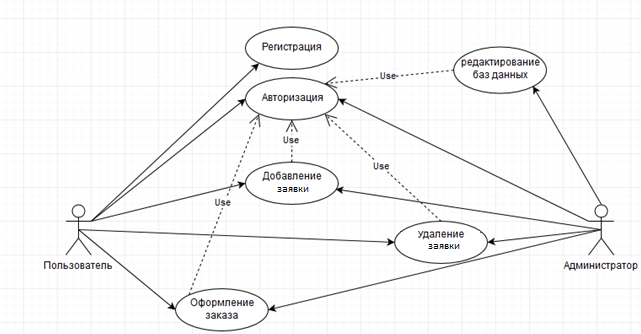 Регистрация
редактирование
баз данных
Use
Авторизация
Use
Use
Добавление
заявки
Use
Удаление
заявки
Пользователь
Администратор
Оформление
заказа